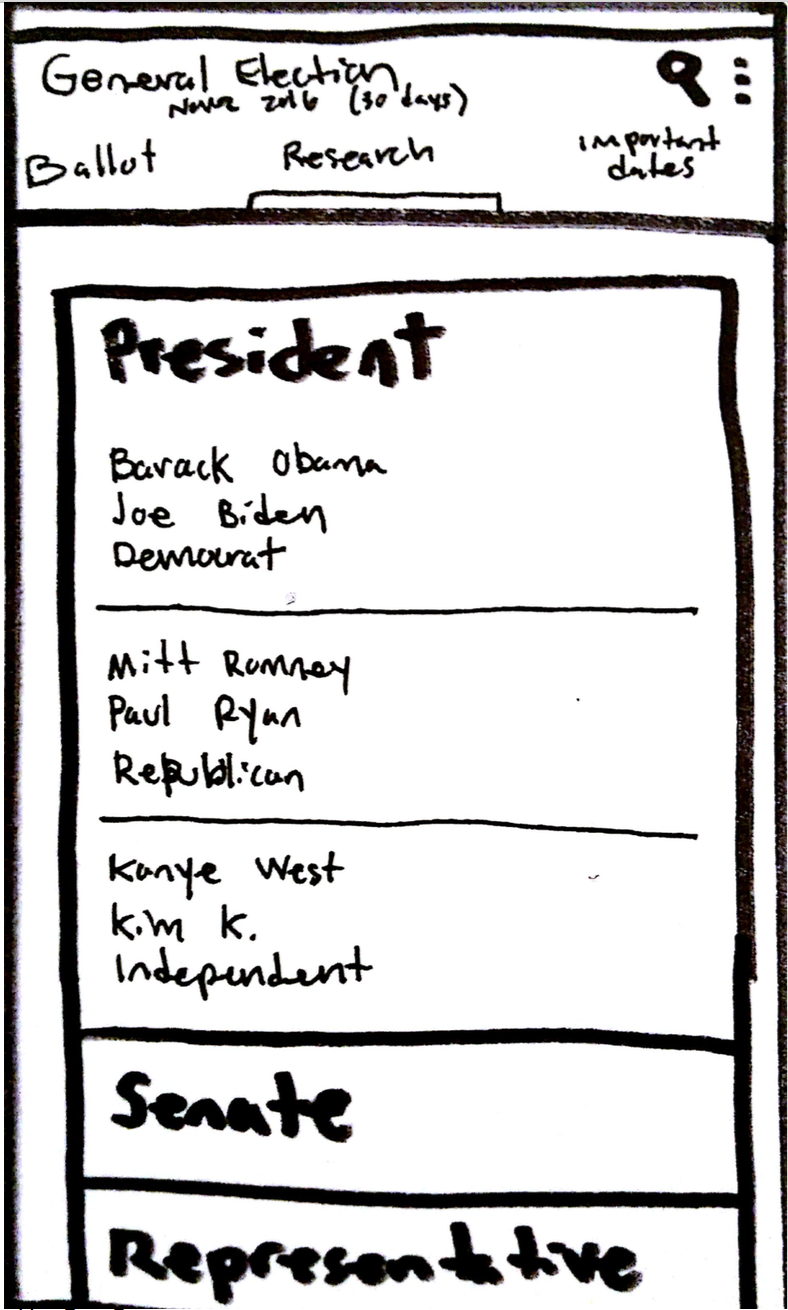 General Election
Nov 2 2016 (30 days)
Ballot
Research
important
dates
President
Barack Obama
Joe Biden
Democrat
Mitt Romney
Paul Ryan
Republican
Kanye West
Kim K.
Independent
Senate
Representative